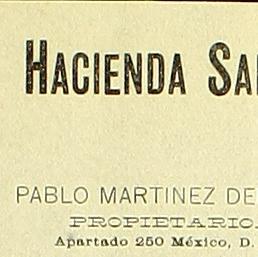 HACIENDA SA
PABLO MARTINEZ DE
PROPIETARIO.
Apartado 250 México, D.